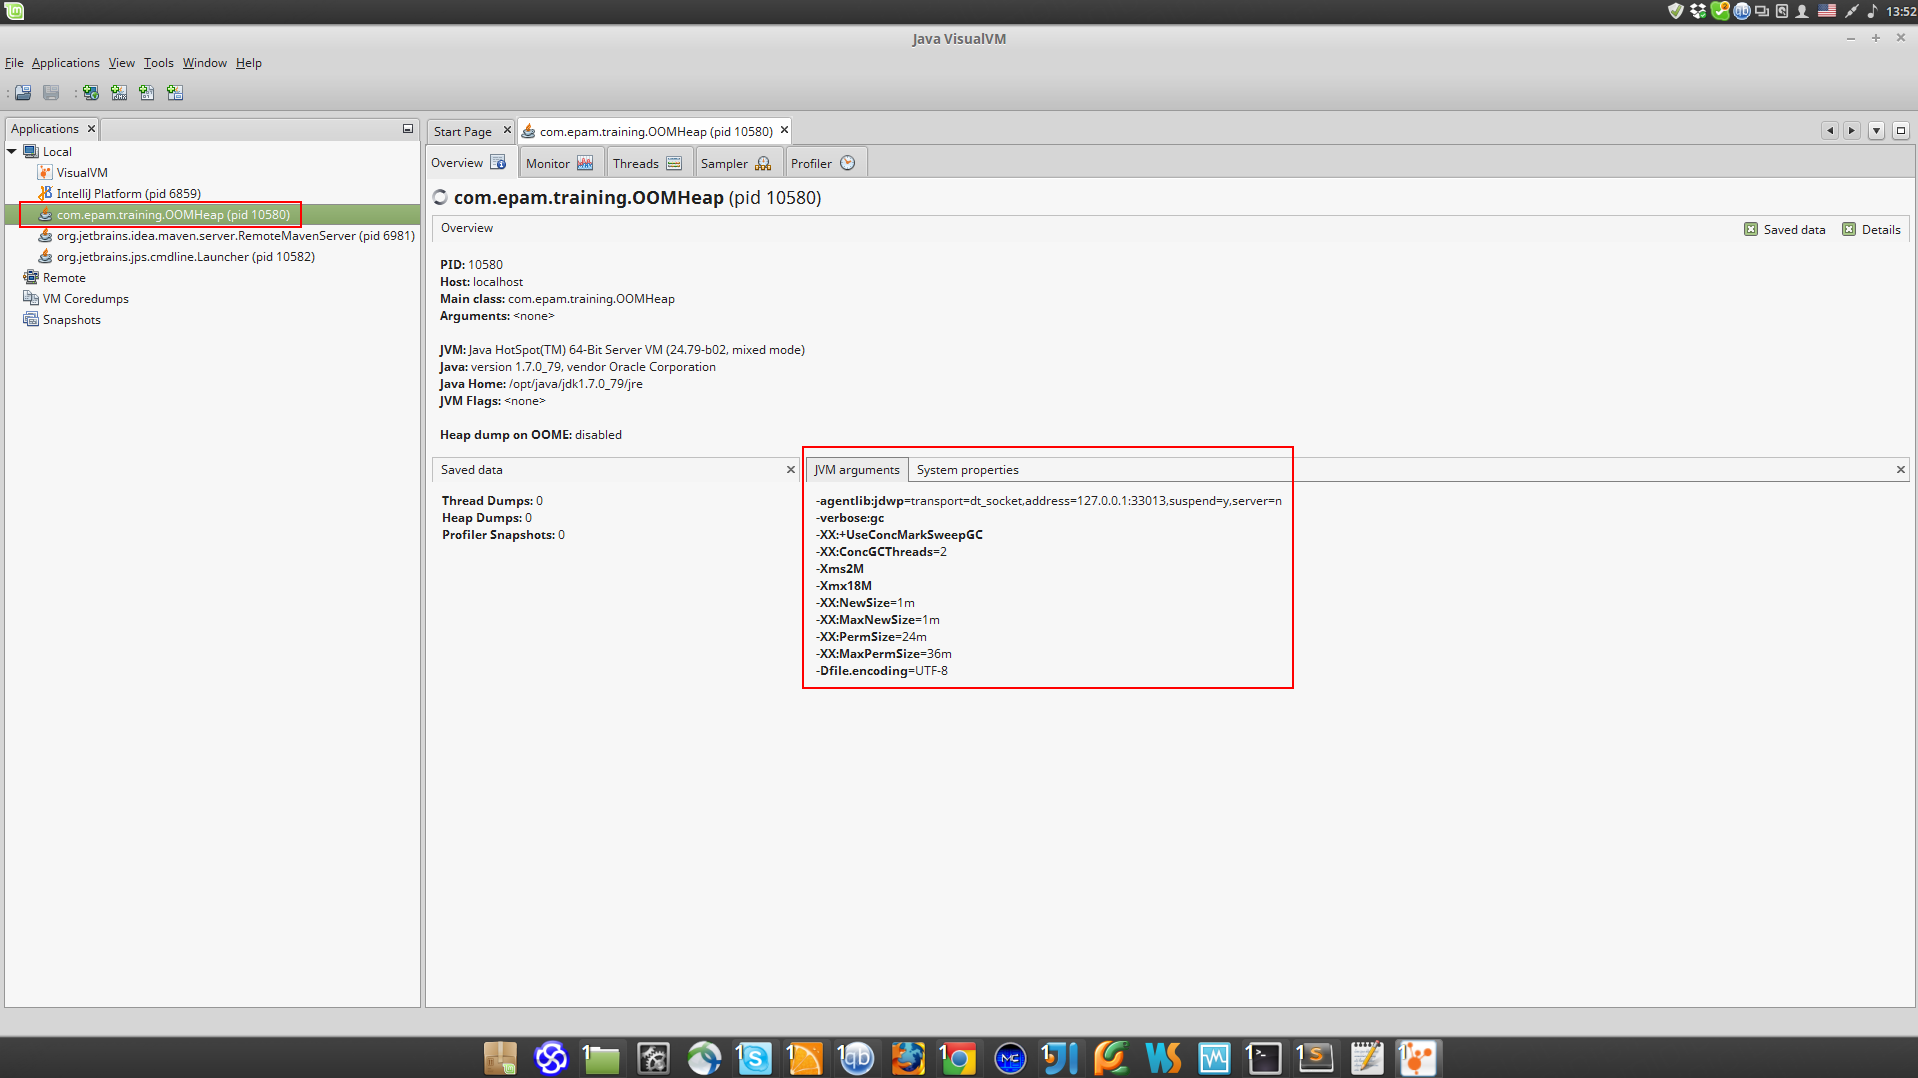 13:52
Java VisualVM
File Applications View Tools Window Help
Applications
Start Page
com.epam.training.OOMHeap (pid 10580)
Local
VisualVM
IntelliJ Platform (pid 6859)
com.epam.training.OOMHeap (pid 10580)
org.jetbrains.idea.maven.server.RemoteMavenServer (pid 6981)
org.jetbrains.jps.cmdline.Launcher (pid 10582)
Remote
VM Coredumps
Snapshots
Overview Monitor Threads Sampler Profiler
com.epam.training.OOMHeap (pid 10580)
Overview
Saved data Details
PID: 10580
Host: localhost
Main class: com.epam.training.OOMHeap
Arguments: <none>
JVM: Java HotSpot(TM) 64-Bit Server VM (24.79-b02, mixed mode)
Java: version 1.7.0_79, vendor Oracle Corporation
Java Home: /opt/java/jdk1.7.0_79/jre
JVM Flags: <none>
Heap dump on OOME: disabled
Saved data
Thread Dumps: 0
Heap Dumps: 0
Profiler Snapshots: 0
JVM arguments System properties
-agentlib:jdwp=transport=dt_socket,address=127.0.0.1:33013,suspend=y,server=n
-verbose:gc
-XX:+UseConcMarkSweepGC
-XX:ConcGCThreads=2
-Xms2M
-Xmx18M
-XX:NewSize=1m
-XX:MaxNewSize=1m
-XX:PermSize=24m
-XX:MaxPermSize=36m
-Dfile.encoding=UTF-8